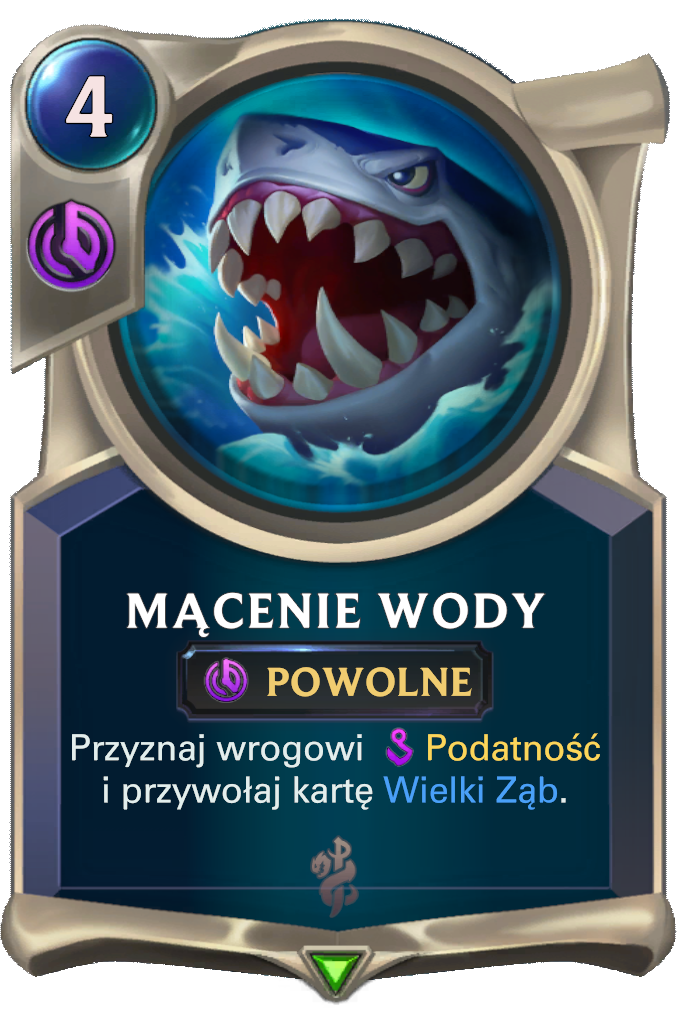 4
MĄCENIE WODY
POWOLNE
Przyznaj wrogowi Podatność
i przywołaj kartę Wielki Ząb.